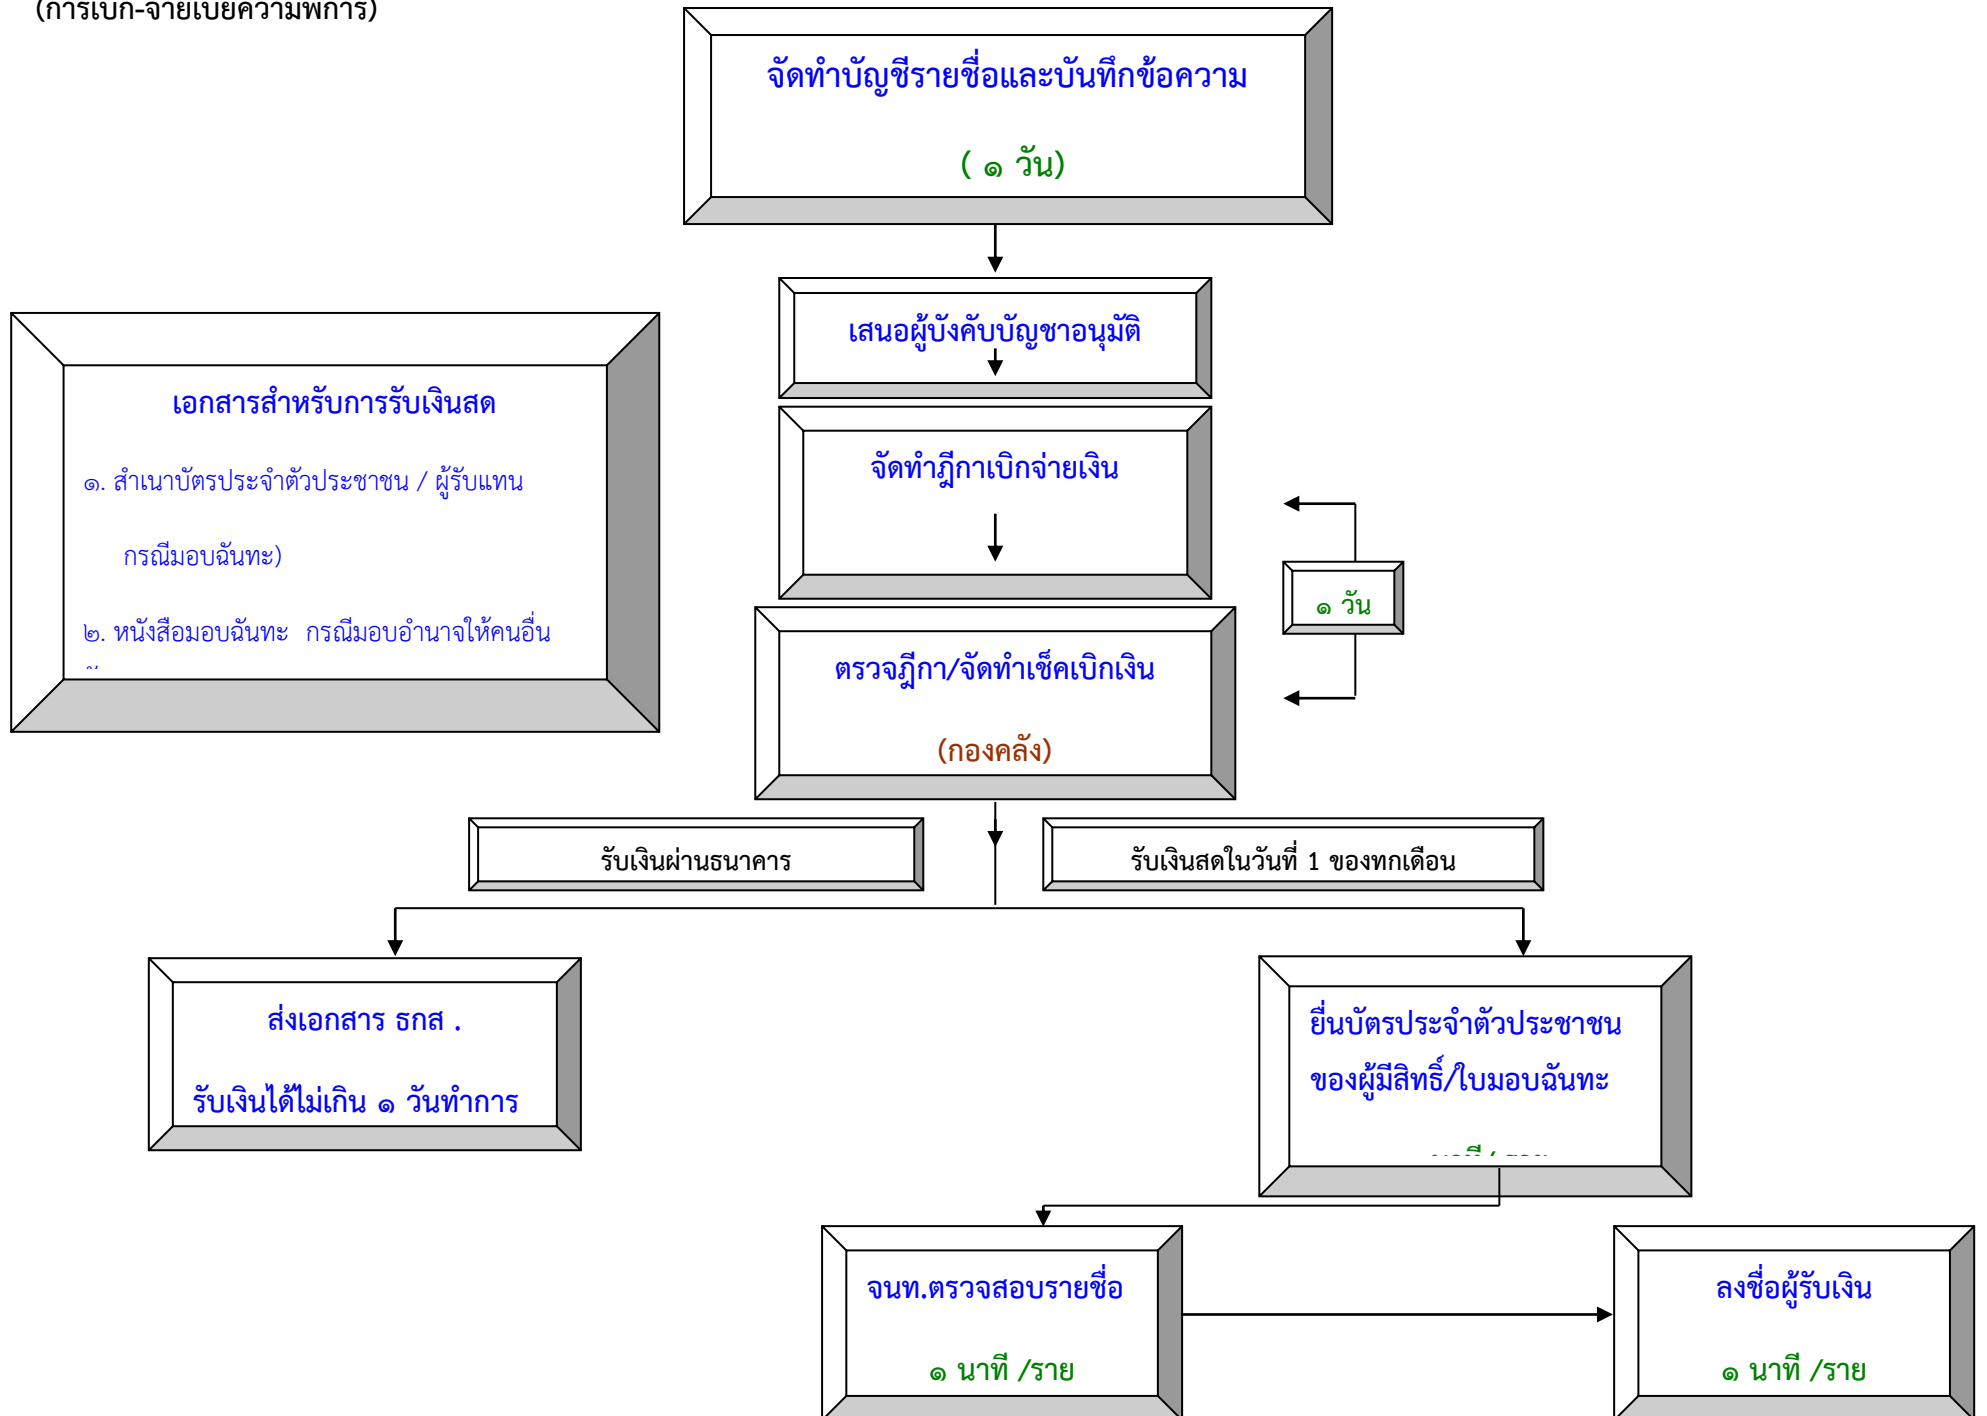 (การเบิก-จ่ายเบี้ยความพิการ)
จัดทำบัญชีรายชื่อและบันทึกข้อความ
( ๑ วัน)
เสนอผู้บังคับบัญชาอนุมัติ
เอกสารสำหรับการรับเงินสด
๑. สำเนาบัตรประจำตัวประชาชน / ผู้รับแทน
กรณีมอบฉันทะ)
๒. หนังสือมอบฉันทะ กรณีมอบอำนาจให้คนอื่น
จัดทำฎีกาเบิกจ่ายเงิน
๑ วัน
ตรวจฎีกา/จัดทำเช็คเบิกเงิน
(กองคลัง)
รับเงินผ่านธนาคาร
รับเงินสดในวันที่ 1 ของทกเดือน
ส่งเอกสาร ธกส .
รับเงินได้ไม่เกิน ๑ วันทำการ
ยื่นบัตรประจำตัวประชาชน
ของผู้มีสิทธิ์/ใบมอบฉันทะ
จนท.ตรวจสอบรายชื่อ
๑ นาที /ราย
ลงชื่อผู้รับเงิน
๑ นาที /ราย